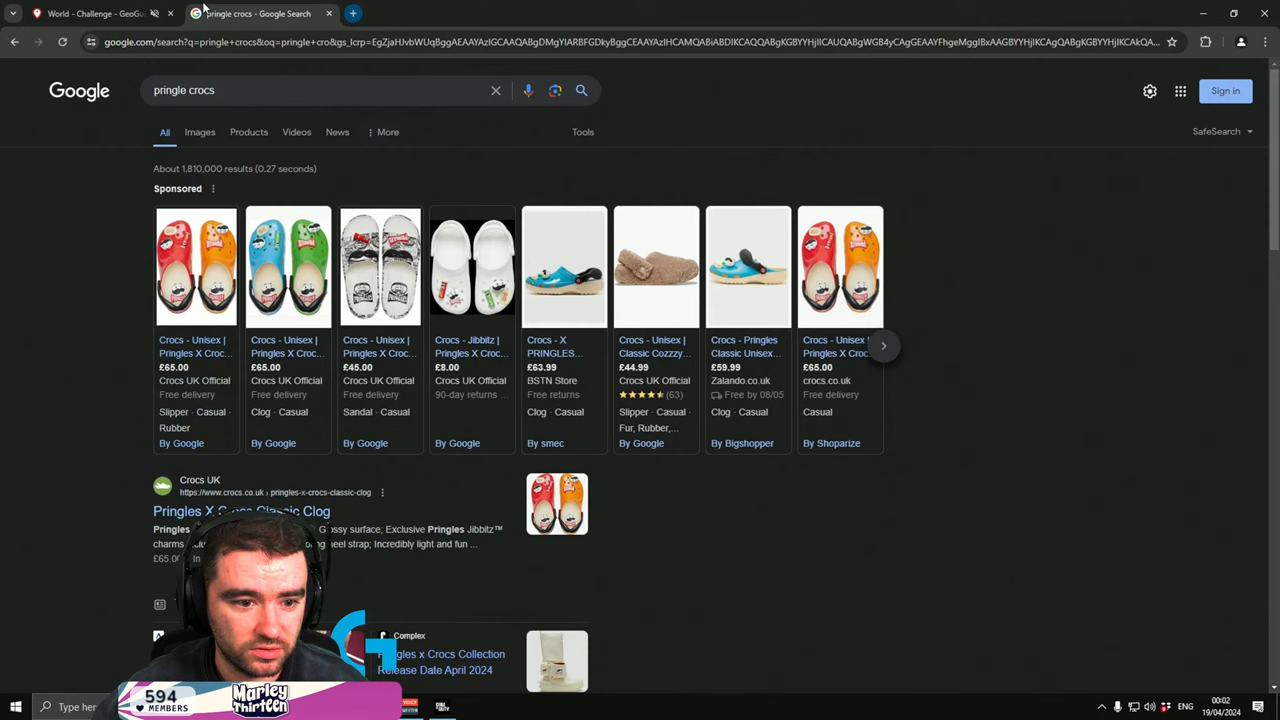 World - Challenge - GeoGu
pringle crocs - Google Search
google.com/search?q=pringle+crocs&oq=pringle+cro&gs_lcrp=
Google
pringle crocs
Sign in
All
Images
Products
Videos
News
More
Tools
SafeSearch
About 1,810,000 results (0.27 seconds)
Sponsored
Crocs - Unisex |
Pringles X Croc...
£65.00
Crocs UK Official
Free delivery
Slipper · Casual ·
Rubber
By Google
Crocs - Unisex |
Pringles X Croc...
£65.00
Crocs UK Official
Free delivery
Clog · Casual
By Google
Crocs - Unisex |
Pringles X Croc...
£45.00
Crocs UK Official
Free delivery
Sandal · Casual
By Google
Crocs - Jibbitz |
Pringles X Croc...
£8.00
Crocs UK Official
90-day returns ...
By Google
Crocs - X
PRINGLES...
£63.99
BSTN Store
Free returns
Clog · Casual
By smec
Crocs - Unisex |
Classic Cozzzy...
£44.99
Crocs UK Official
(63)
Slipper · Casual ·
Fur, Rubber,...
By Google
Crocs - Pringles
Classic Unisex...
£59.99
Zalando.co.uk
Free by 08/05
Clog · Casual
By Bigshopper
Crocs - Unisex |
Pringles X Croc
£65.00
crocs.co.uk
Free delivery
Casual
By Shoparize
Crocs UK
https://www.crocs.co.uk › pringles-x-crocs-classic-clog
Pringles X Crocs Classic Clog
Pringles Glossy surface; Exclusive Pringles Jibbitz™
charms heel strap; Incredibly light and fun ...
£65.00
Complex
Pringles x Crocs Collection
Release Date April 2024
594
MEMBERS
Marley
Thirteen
Type here
VOICE
ENG
00:02
19/04/2024